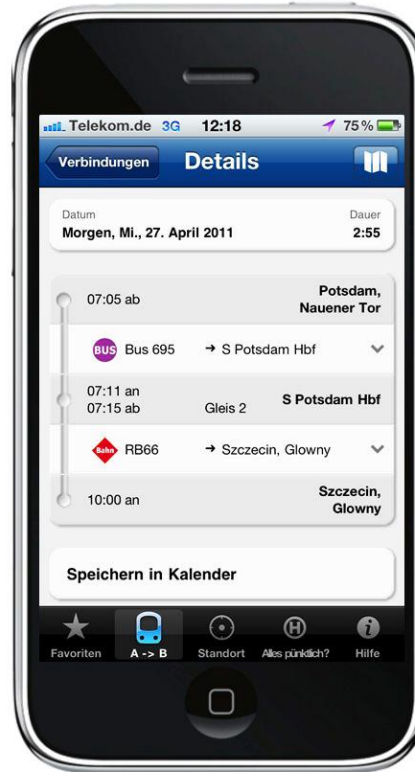 Telekom.de 3G 12:18 75%
Verbindungen Details
Datum Dauer
Morgen, Mi., 27. April 2011 2:55
07:05 ab Potsdam,
Nauener Tor
BUS Bus 695 → S Potsdam Hbf
07:11 an
07:15 ab Gleis 2 S Potsdam Hbf
Bahn RB66 → Szczecin, Glowny
10:00 an Szczecin,
Glowny
Speichern in Kalender
Favoriten A -> B Standort Alles pünktlich? Hilfe
H
i